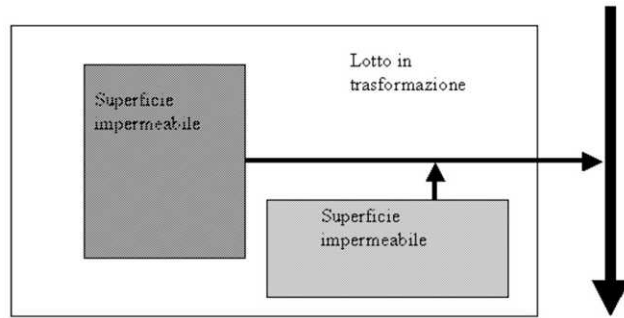 Lotto in
trasformazione
Superficie
impermeabile
Superficie
impermeabile